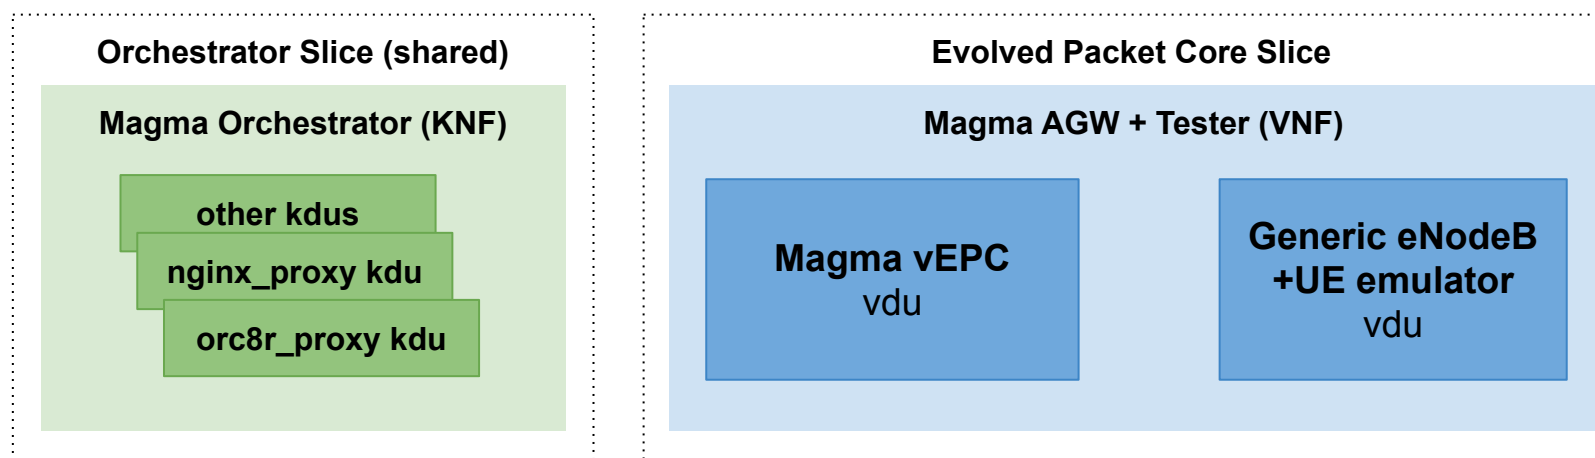 Orchestrator Slice (shared)
Magma Orchestrator (KNF)
other kdus
nginx_proxy kdu
orc8r_proxy kdu
Evolved Packet Core Slice
Magma AGW + Tester (VNF)
Magma vEPC
vdu
Generic eNodeB
+UE emulator
vdu